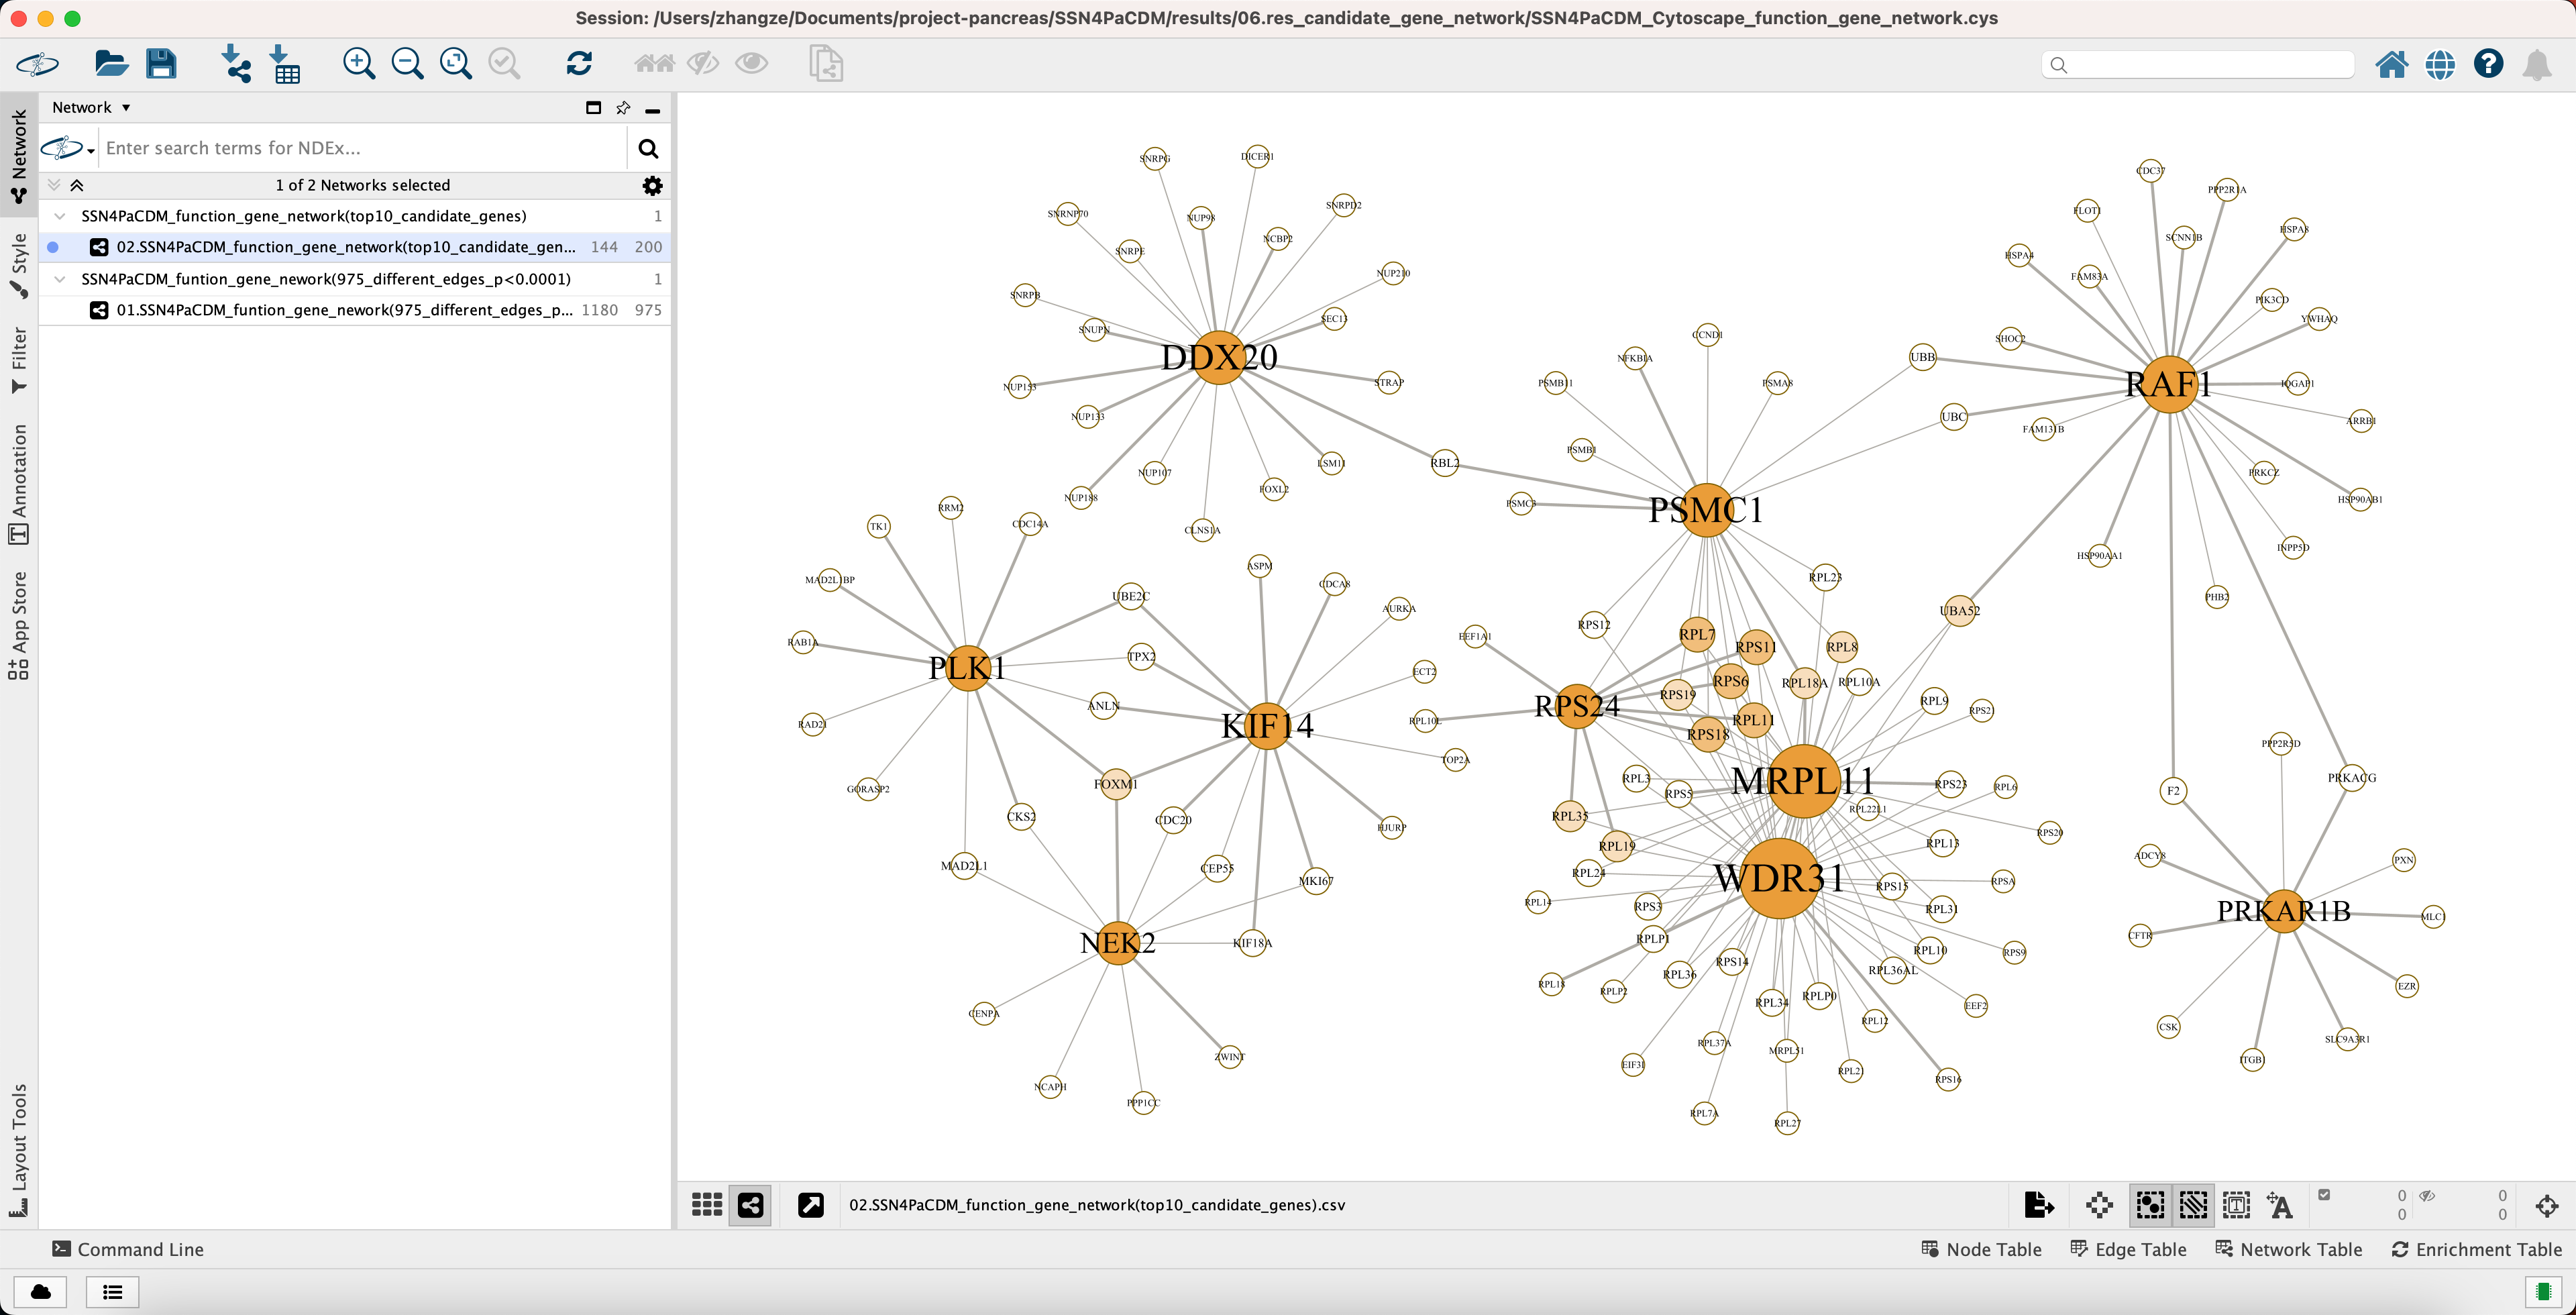 Session: /Users/zhangze/Documents/project-pancreas/SSN4PaCDM/results/06.res_candidate_gene_network/SSN4PaCDM_Cytoscape_function_gene_network.cys
Network
Style
Filter
Annotation
App Store
Layout Tools
Network
Enter search terms for NDEx...
1 of 2 Networks selected
SSN4PaCDM_function_gene_network(top10_candidate_genes) 1
02.SSN4PaCDM_function_gene_network(top10_candidate_gen... 144 200
SSN4PaCDM_funtion_gene_nework(975_different_edges_p<0.0001) 1
01.SSN4PaCDM_funtion_gene_nework(975_different_edges_p... 1180 975
SNRPG
DICER1
SNRNP70
NUP98
SNRPD2
SNRPE
NCBP2
NUP210
SNRPB
SNUPN
SEC13
DDX20
NUP153
STRAP
NUP133
NUP107
LSM11
RBL2
NUP188
FOXL2
CLNS1A
CDC37
PPP2R1A
FLOT1
SCNN1B
HSPA8
HSPA4
FAM83A
PIK3CD
YWHAQ
SHOC2
RAF1
IQGAP1
ARRB1
FAM131B
PRKCZ
HSP90AB1
HSP90AA1
INPP5D
PHB2
CCND1
NFKBIA
PSMB11
PSMA8
UBB
UBC
PSMB1
PSMC3
PSMC1
TK1
RRM2
CDC14A
MAD2L1BP
UBE2C
RAB1A
PLK1
TPX2
ANLN
RAD21
GORASP2
FOXM1
CKS2
MAD2L1
ASPM
CDCA8
AURKA
ECT2
KIF14
TOP2A
CDC20
HJURP
CEP55
MKI67
NEK2
KIF18A
CENPA
NCAPH
PPP1CC
ZWINT
RPL23
RPS12
UBA52
EEF1A1
RPL7
RPS11
RPL8
RPS6
RPL18A
RPL10A
RPS19
RPL9
RPS21
RPS24
RPL10L
RPL11
RPS18
RPL3
RPS5
MRPL11
RPS23
RPL6
RPL22L1
RPL35
RPS20
RPL19
RPL13
RPL24
WDR31
RPS15
RPSA
RPL14
RPS3
RPL31
RPLP1
RPL10
RPS9
RPS14
RPL36
RPL36AL
RPL18
RPLP2
RPL34
RPLP0
EEF2
RPL12
RPL37A
MRPL51
EIF3I
RPL21
RPS16
RPL7A
RPL27
PPP2R5D
PRKACG
F2
ADCY8
PXN
PRKAR1B
MLC1
CFTR
EZR
CSK
SLC9A3R1
ITGB1
02.SSN4PaCDM_function_gene_network(top10_candidate_genes).csv
0 0
0 0
Command Line
Node Table
Edge Table
Network Table
Enrichment Table